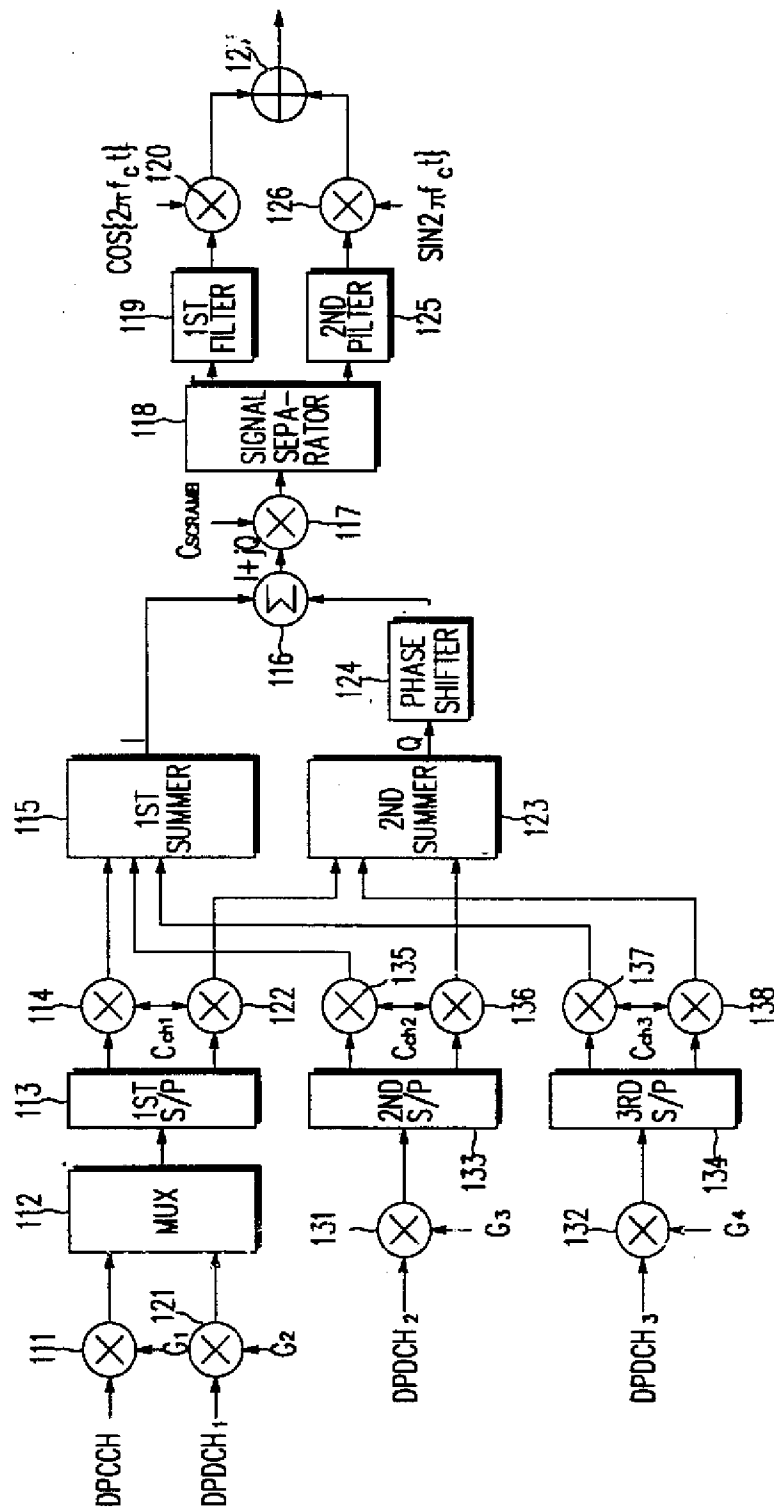 DPCCH
111
G1
DPDCH1
121
G2
112
MUX
113
1ST
S/P
114
Cch1
122
115
1ST
SUMMER
I
116
Σ
I+jQ
CSCRAMB
117
118
SIGNAL
SEPA-
RATOR
119
1ST
FILTER
COS{2πfct}
120
2ND
PILTER
125
126
SIN2πfct}
DPDCH2
131
G3
2ND
S/P
133
135
Cch2
136
2ND
SUMMER
123
Q
124
PHASE
SHIFTER
DPDCH3
132
G4
3RD
S/P
134
137
Cch3
138